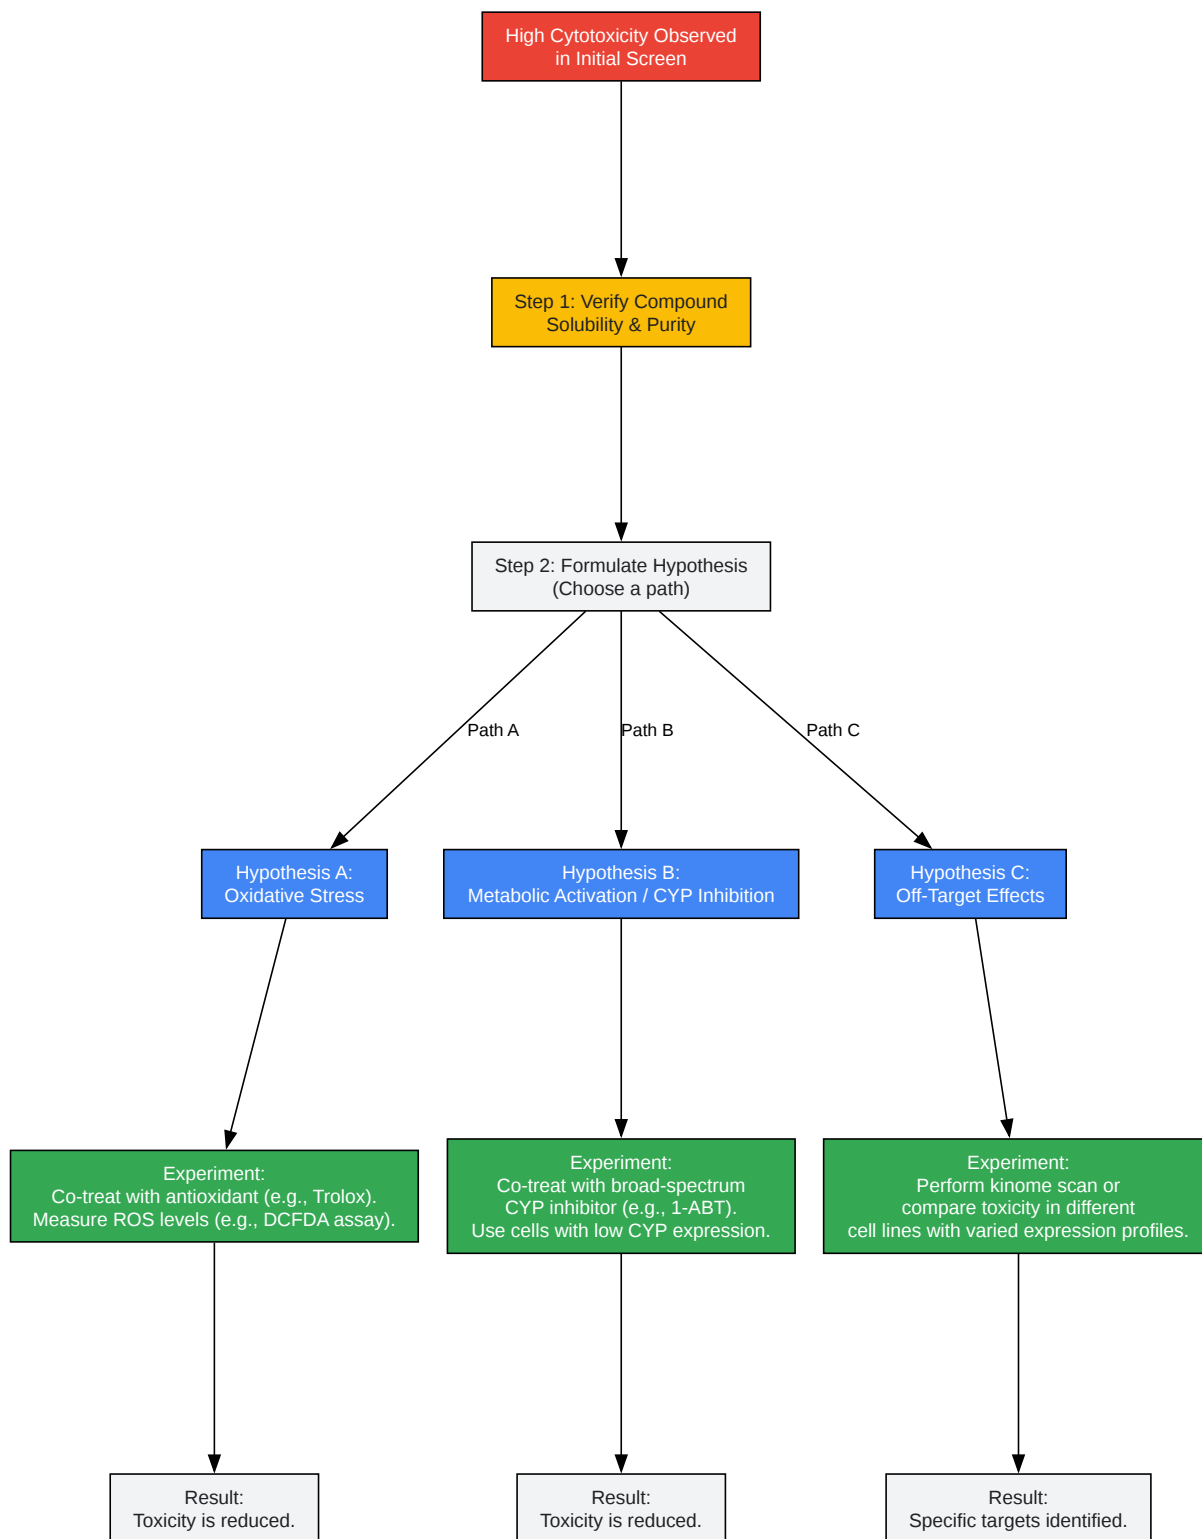 High Cytotoxicity Observed
in Initial Screen
Step 1: Verify Compound
Solubility & Purity
Step 2: Formulate Hypothesis
(Choose a path)
Path A
Path B
Path C
Hypothesis A:
Oxidative Stress
Hypothesis B:
Metabolic Activation / CYP Inhibition
Hypothesis C:
Off-Target Effects
Experiment:
Co-treat with antioxidant (e.g., Trolox).
Measure ROS levels (e.g., DCFDA assay).
Experiment:
Co-treat with broad-spectrum
CYP inhibitor (e.g., 1-ABT).
Use cells with low CYP expression.
Experiment:
Perform kinome scan or
compare toxicity in different
cell lines with varied expression profiles.
Result:
Toxicity is reduced.
Result:
Toxicity is reduced.
Result:
Specific targets identified.